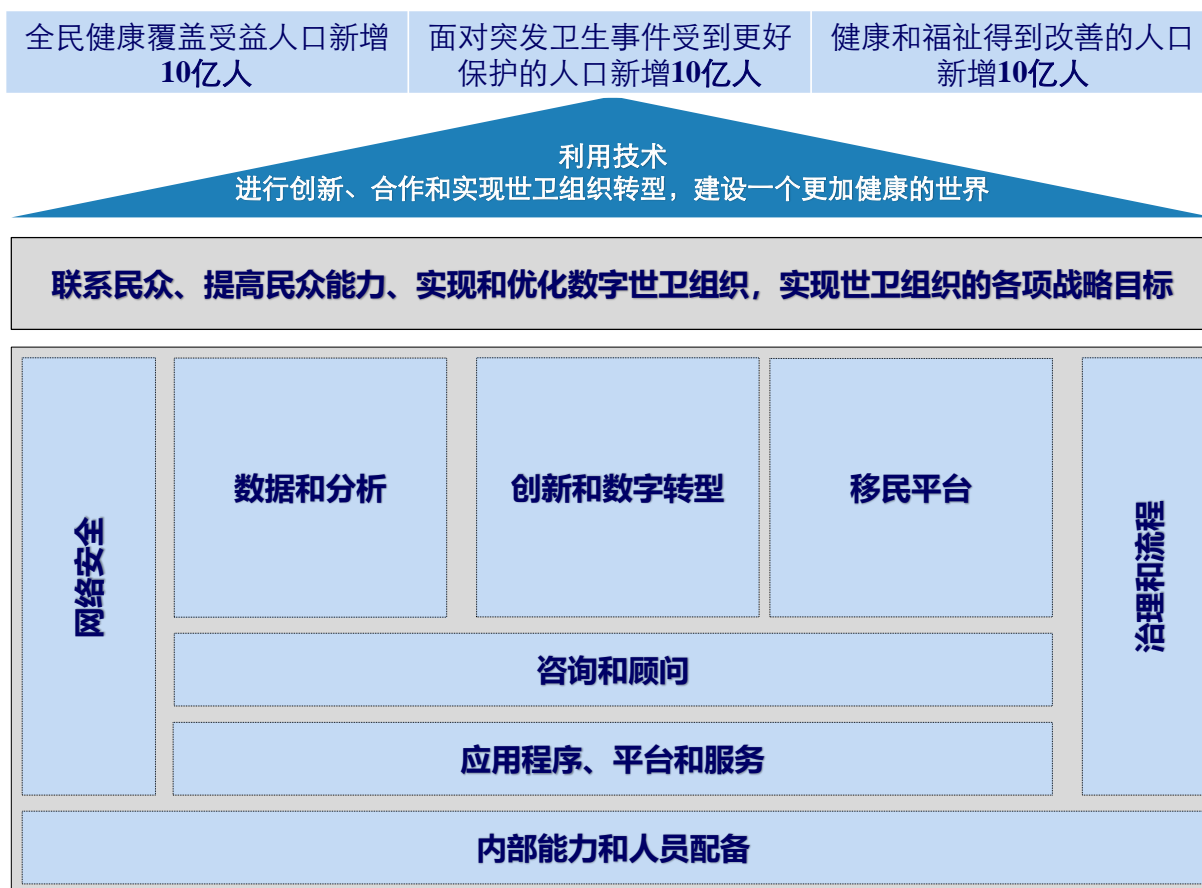 全民健康覆盖受益人口新增
10亿人
面对突发卫生事件受到更好
保护的人口新增10亿人
健康和福祉得到改善的人口
新增10亿人
利用技术
进行创新、合作和实现世卫组织转型，建设一个更加健康的世界
联系民众、提高民众能力、实现和优化数字世卫组织，实现世卫组织的各项战略目标
网络安全
数据和分析
创新和数字转型
移民平台
治理和流程
咨询和顾问
应用程序、平台和服务
内部能力和人员配备